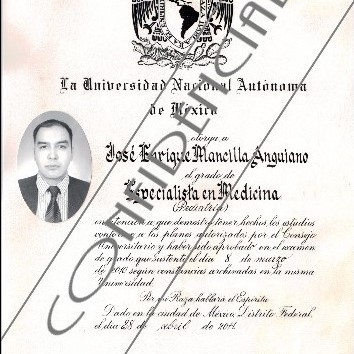 La Universidad Nacional Autónoma
de México
otorga a
José Enrique Mancilla Anguiano
el grado de
Especialista en Medicina
(Pediatría)
en atención a que demostró tener hechos los estudios
conforme a los planes autorizados por el Consejo
Universitario y haber sido aprobado en el examen
de grado que sustentó el día 8 de marzo
de 2010 según constancias archivadas en la misma
Universidad.
Por mi Raza hablará el Espíritu
Dado en la ciudad de México, Distrito Federal,
el día 28 de abril de 2011
CONFIDENCIAL